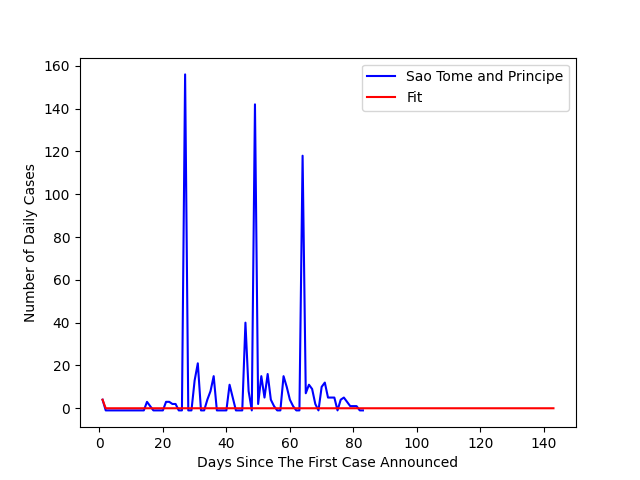 160
140
120
100
80
60
40
20
0
Number of Daily Cases
Sao Tome and Principe
Fit
0 20 40 60 80 100 120 140
Days Since The First Case Announced